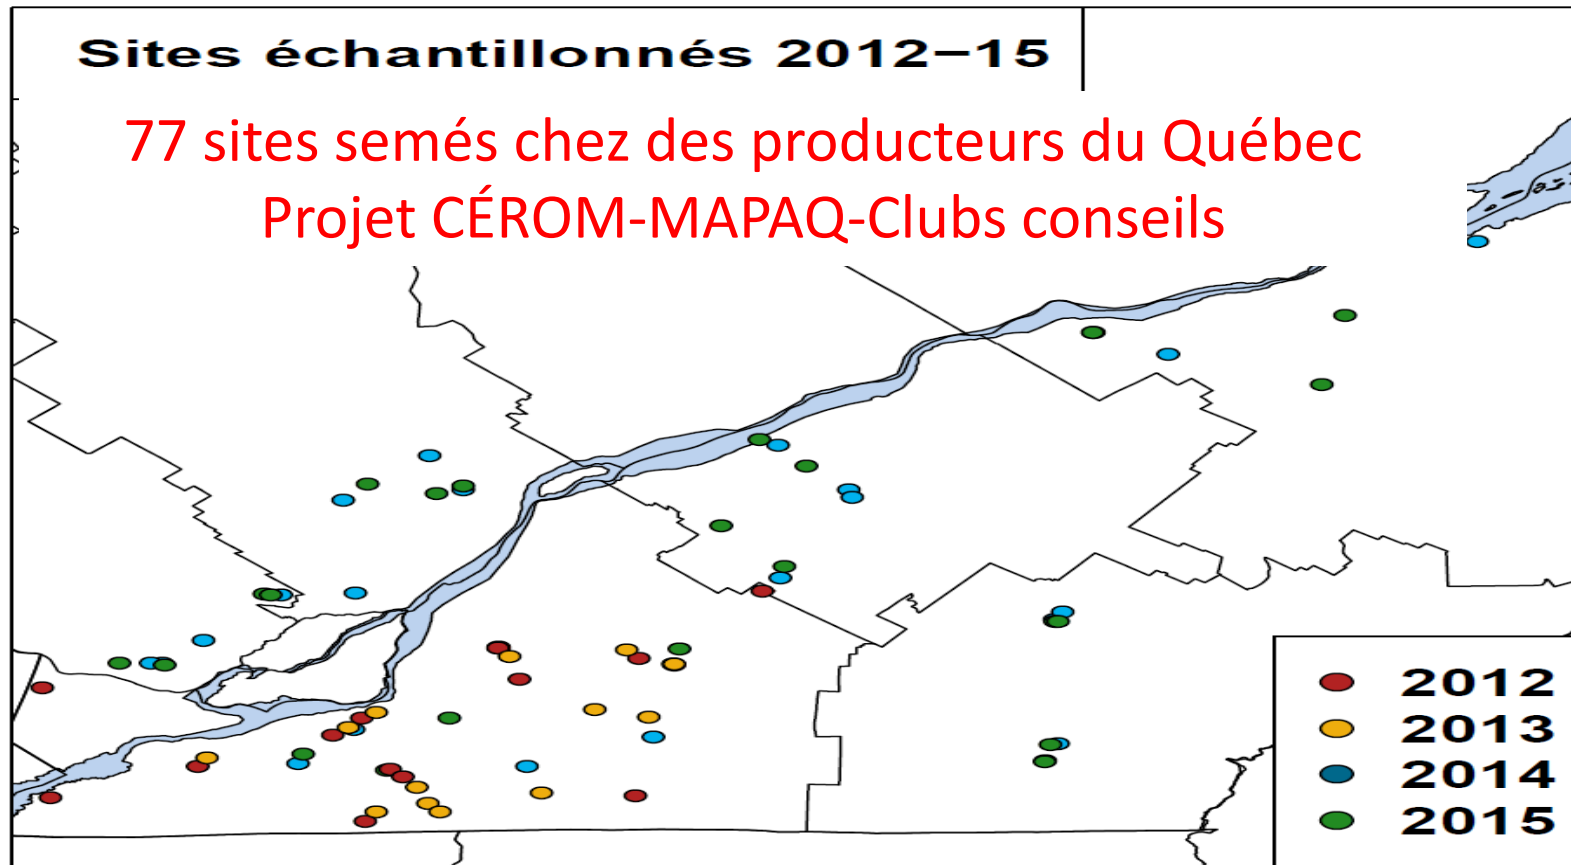 Sites échantillonnés 2012−15
77 sites semés chez des producteurs du Québec
Projet CÉROM-MAPAQ-Clubs conseils
2012
2013
2014
2015